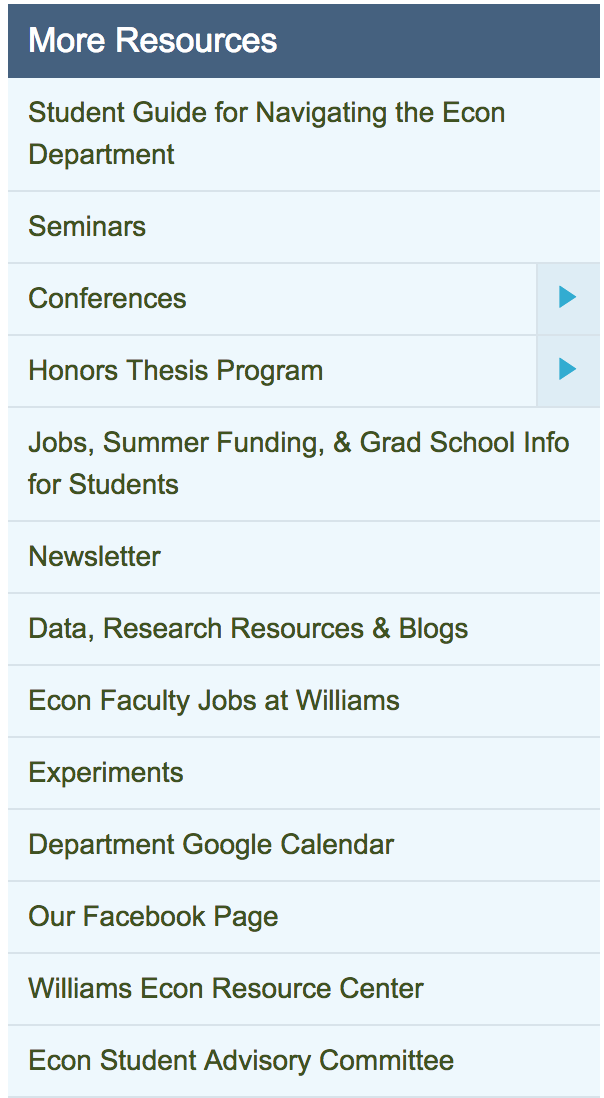 More Resources
Student Guide for Navigating the Econ
Department
Seminars
Conferences
Honors Thesis Program
Jobs, Summer Funding, & Grad School Info
for Students
Newsletter
Data, Research Resources & Blogs
Econ Faculty Jobs at Williams
Experiments
Department Google Calendar
Our Facebook Page
Williams Econ Resource Center
Econ Student Advisory Committee